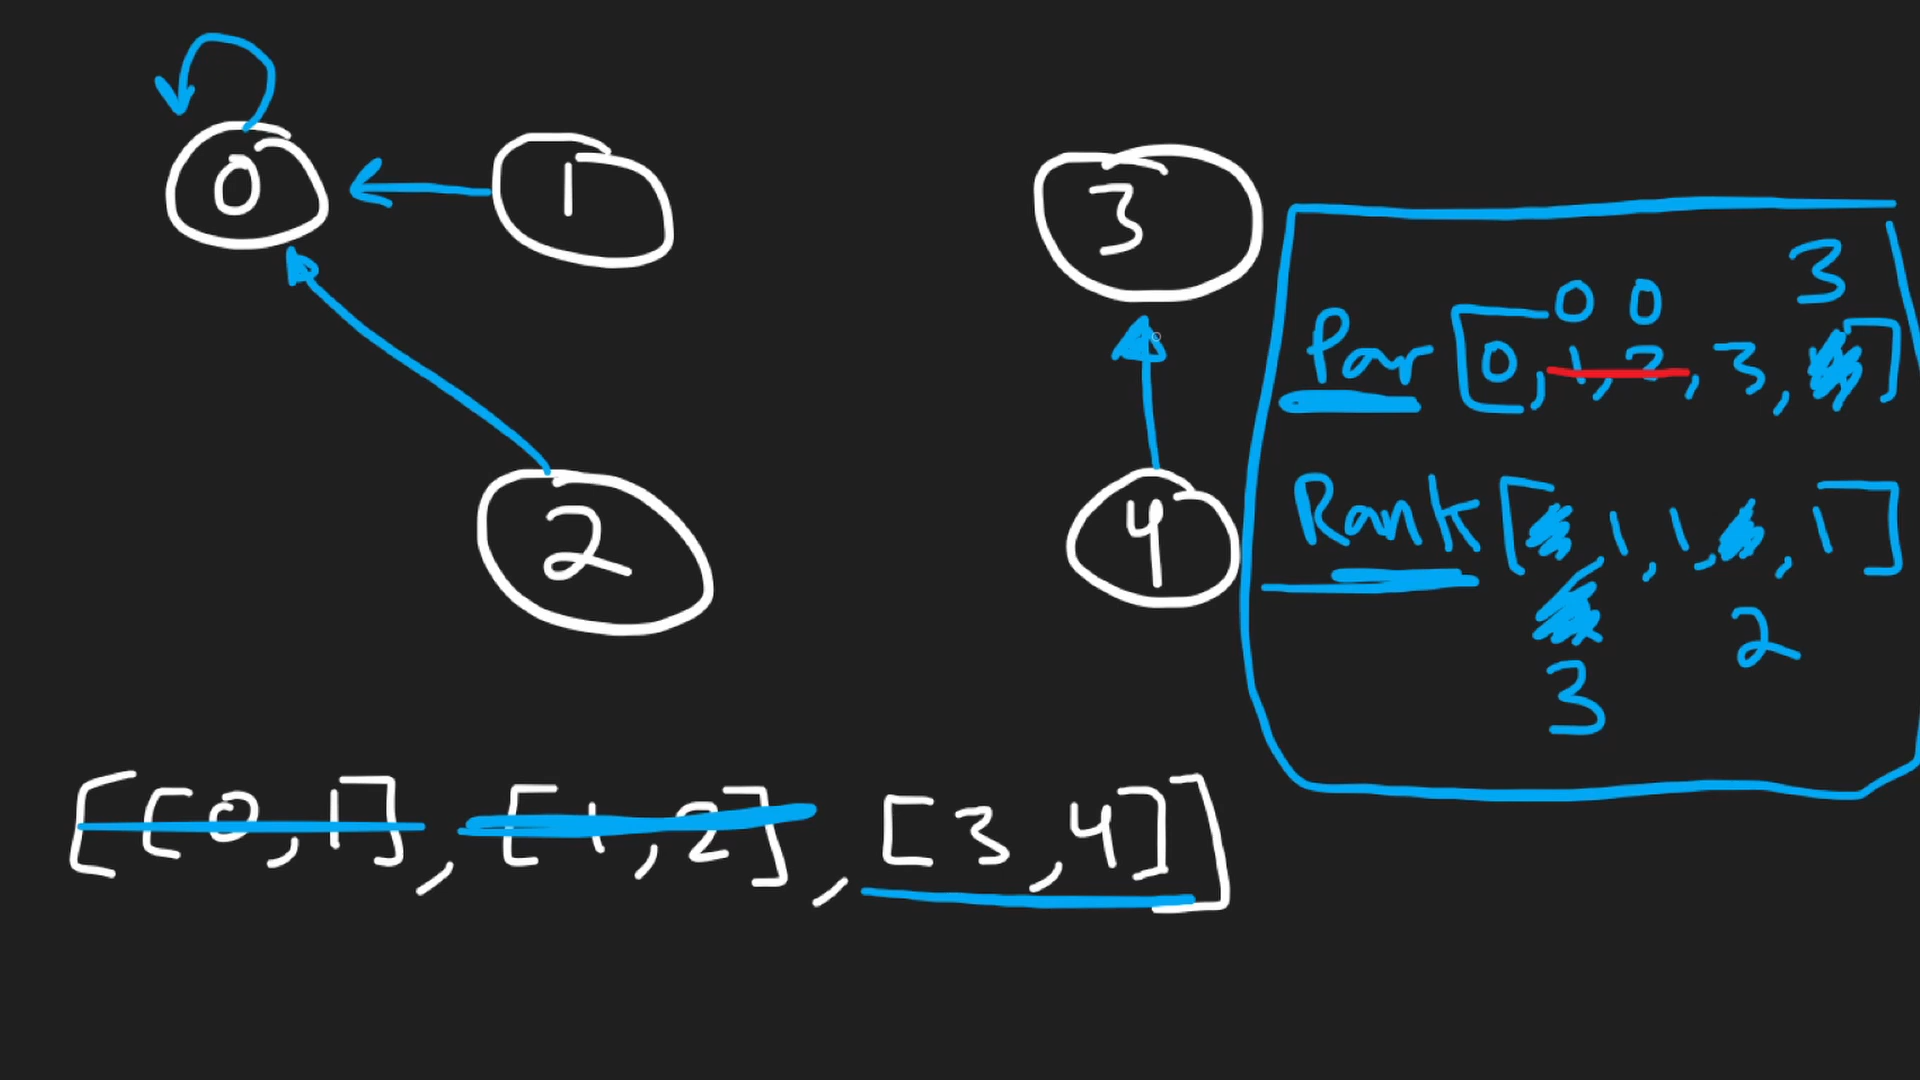 0 1 3
3
0 0
Par [0, 1, 2, 3, ]
2 4
Rank [ , 1, 1, , 1]
2
3
[[0, 1], [1, 2], [3, 4]]